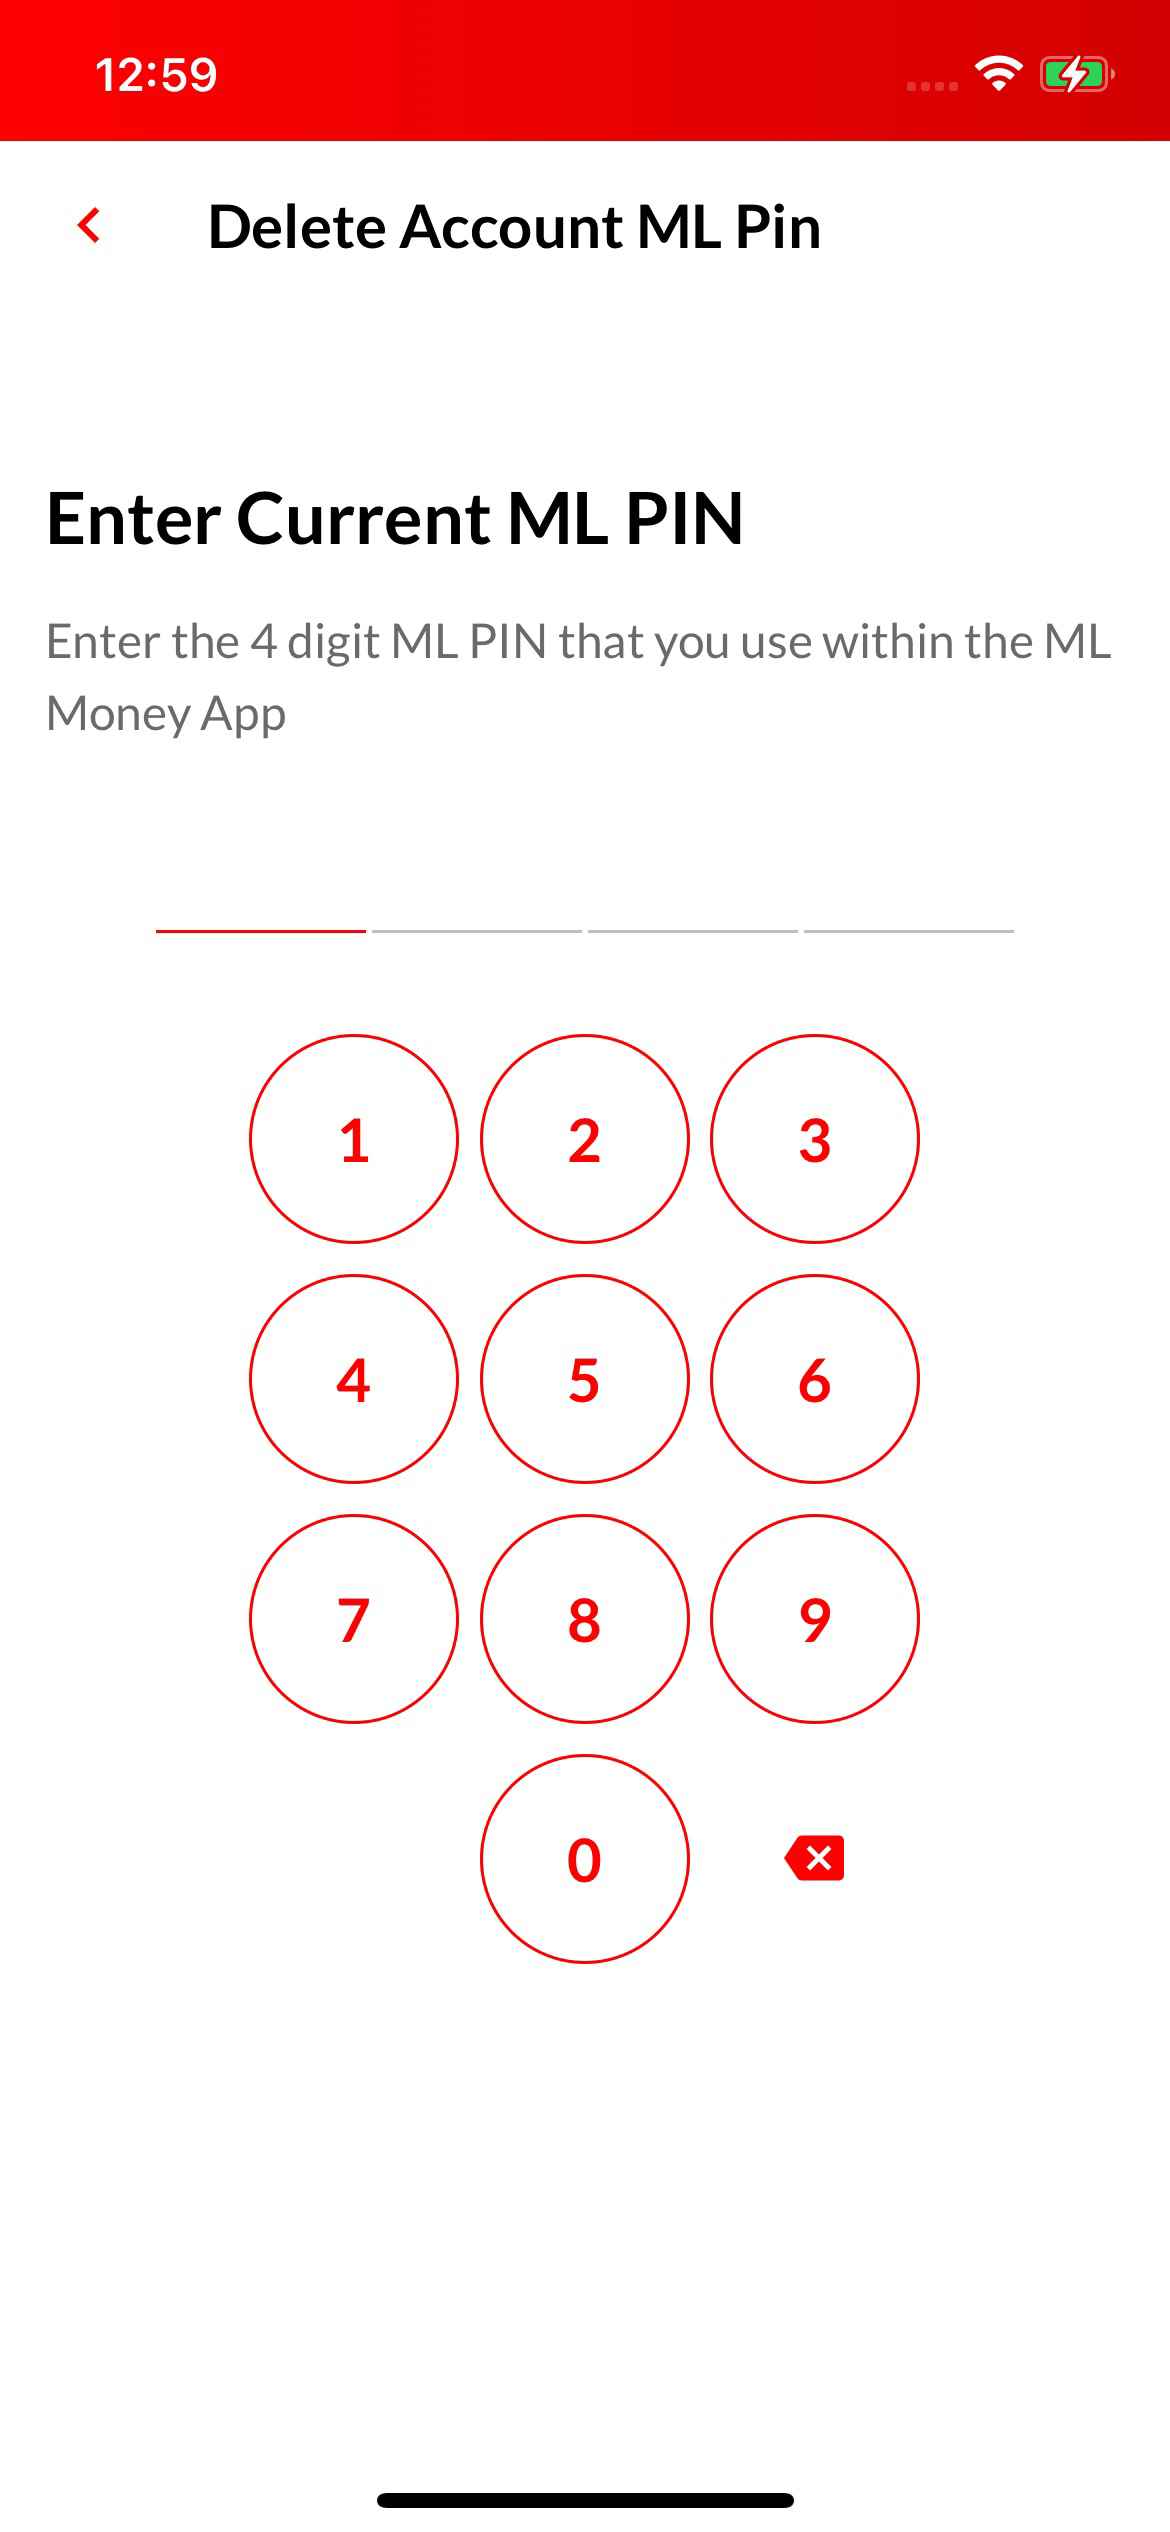 12:59
Delete Account ML Pin
Enter Current ML PIN
Enter the 4 digit ML PIN that you use within the ML
Money App
1 2 3
4 5 6
7 8 9
0